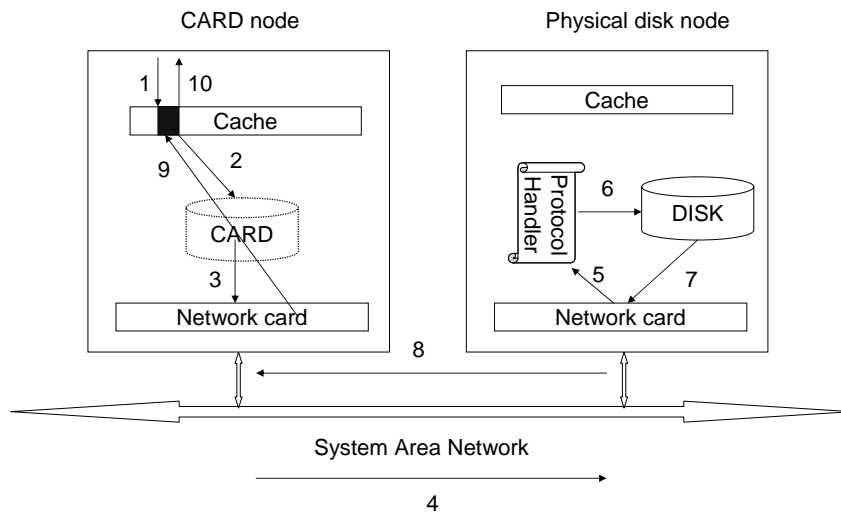 CARD node
Physical disk node
1
10
Cache
Cache
9
2
Protocol
Handler
6
DISK
CARD
3
5
7
Network card
Network card
8
System Area Network
4